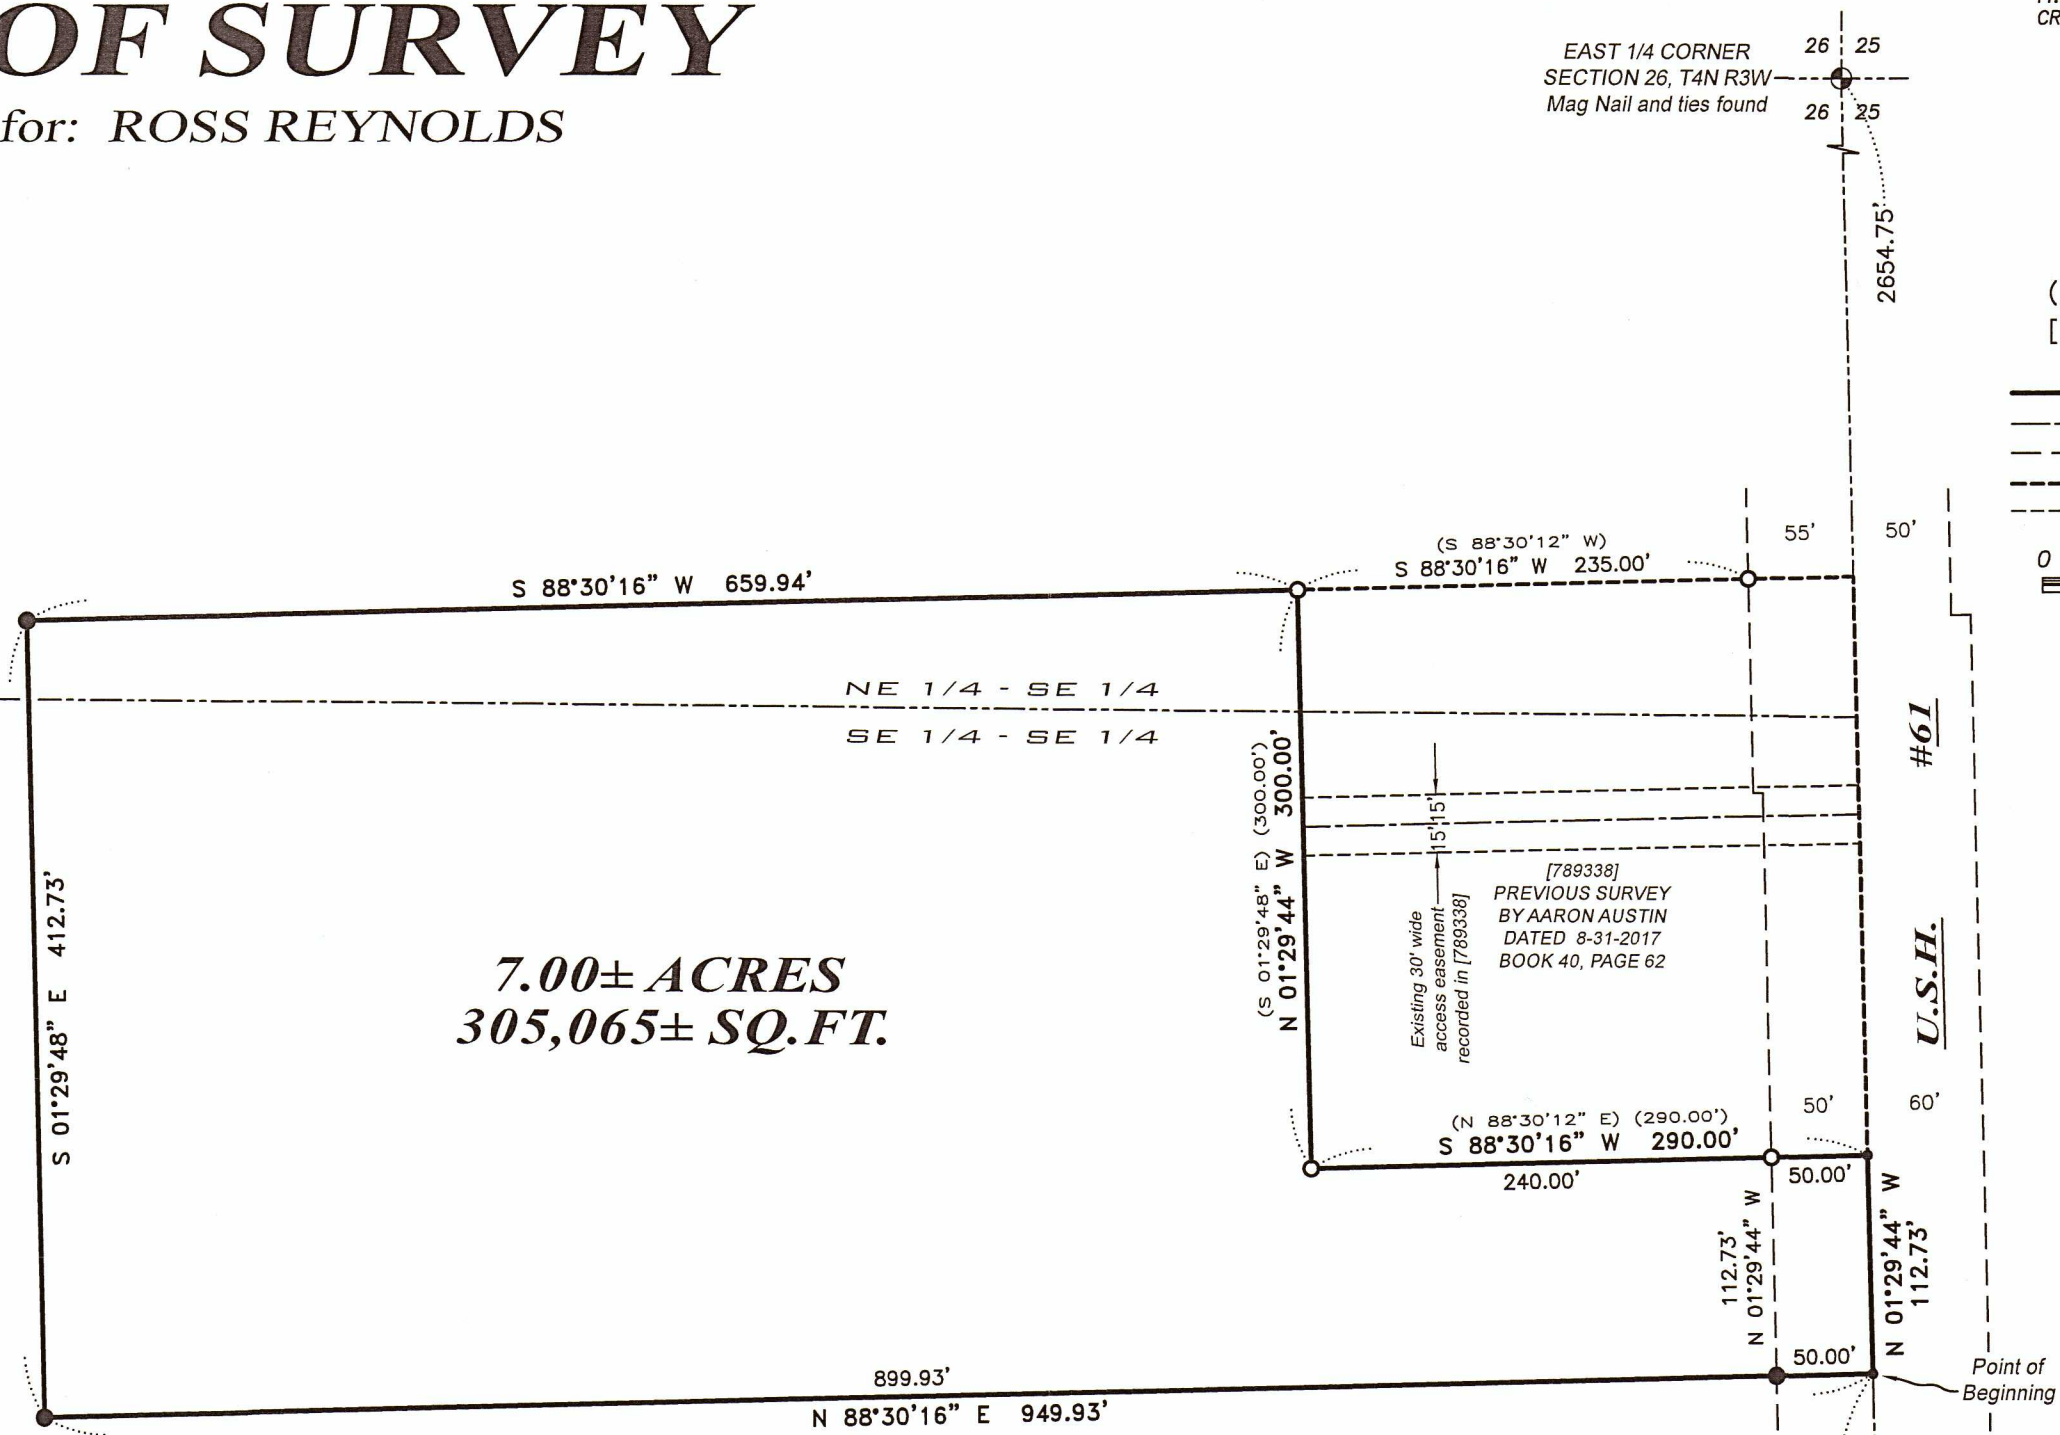 OF SURVEY
for: ROSS REYNOLDS
EAST 1/4 CORNER
SECTION 26, T4N R3W
Mag Nail and ties found
26 25
26 25
CR
2654.75'
(
[
0
55' 50'
(S 88°30'12" W)
S 88°30'16" W 235.00'
S 88°30'16" W 659.94'
NE 1/4 - SE 1/4
SE 1/4 - SE 1/4
#61
U.S.H.
(S 01°29'48" E) (300.00')
N 01°29'44" W 300.00'
15' 15'
Existing 30' wide
access easement
recorded in [789338]
[789338]
PREVIOUS SURVEY
BY AARON AUSTIN
DATED 8-31-2017
BOOK 40, PAGE 62
S 01°29'48" E 412.73'
7.00± ACRES
305,065± SQ.FT.
50' 60'
(N 88°30'12" E) (290.00')
S 88°30'16" W 290.00'
240.00' 50.00'
112.73'
N 01°29'44" W
N 01°29'44" W
112.73'
50.00'
Point of
Beginning
899.93'
N 88°30'16" E 949.93'